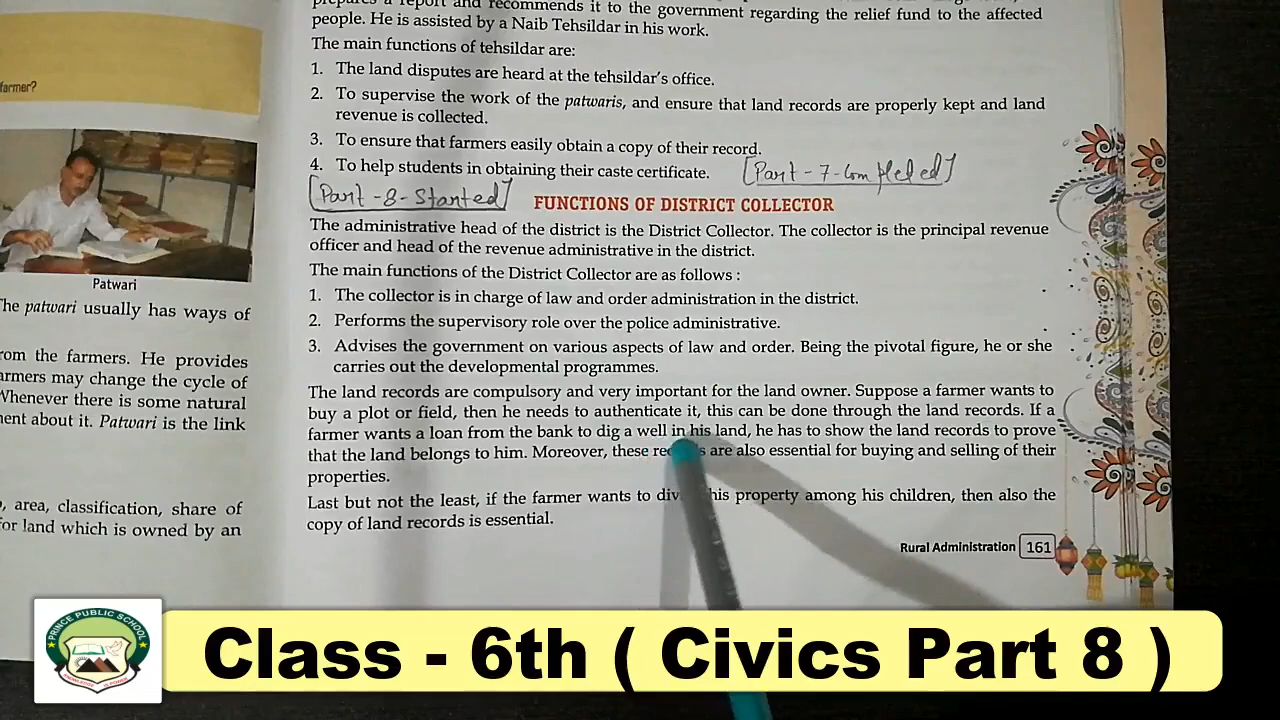 farmer?
Patwari
The patwari usually has ways of
from the farmers. He provides
farmers may change the cycle of
Whenever there is some natural
ment about it. Patwari is the link
, area, classification, share of
for land which is owned by an
prepares a report and recommends it to the government regarding the relief fund to the affected
people. He is assisted by a Naib Tehsildar in his work.
The main functions of tehsildar are:
1. The land disputes are heard at the tehsildar's office.
2. To supervise the work of the patwaris, and ensure that land records are properly kept and land
revenue is collected.
3. To ensure that farmers easily obtain a copy of their record.
4. To help students in obtaining their caste certificate. [Part - 7 - Completed]
[Part - 8 - Started] FUNCTIONS OF DISTRICT COLLECTOR
The administrative head of the district is the District Collector. The collector is the principal revenue
officer and head of the revenue administrative in the district.
The main functions of the District Collector are as follows :
1. The collector is in charge of law and order administration in the district.
2. Performs the supervisory role over the police administrative.
3. Advises the government on various aspects of law and order. Being the pivotal figure, he or she
carries out the developmental programmes.
The land records are compulsory and very important for the land owner. Suppose a farmer wants to
buy a plot or field, then he needs to authenticate it, this can be done through the land records. If a
farmer wants a loan from the bank to dig a well in his land, he has to show the land records to prove
that the land belongs to him. Moreover, these records are also essential for buying and selling of their
properties.
Last but not the least, if the farmer wants to div his property among his children, then also the
copy of land records is essential.
Rural Administration 161
PRINCE PUBLIC SCHOOL
Class - 6th ( Civics Part 8 )